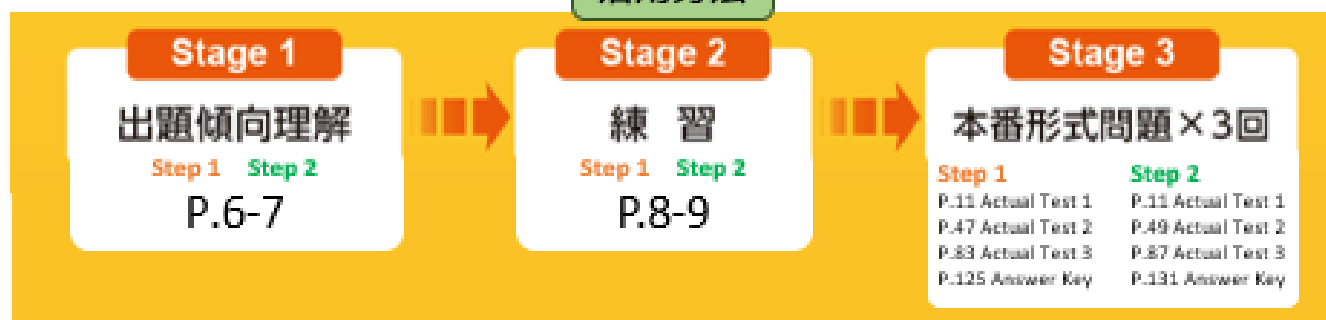 Stage 1
出題傾向理解
Step 1 Step 2
P.6-7
Stage 2
練 習
Step 1 Step 2
P.8-9
Stage 3
本番形式問題×3回
Step 1
P.11 Actual Test 1
P.47 Actual Test 2
P.83 Actual Test 3
P.125 Answer Key
Step 2
P.11 Actual Test 1
P.49 Actual Test 2
P.87 Actual Test 3
P.131 Answer Key